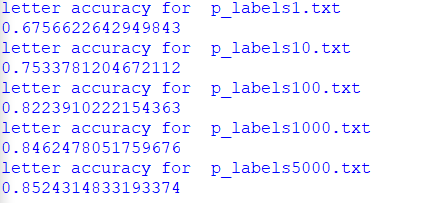 letter accuracy for  p_labels1.txt
0.6756622642949843
letter accuracy for  p_labels10.txt
0.7533781204672112
letter accuracy for  p_labels100.txt
0.8223910222154363
letter accuracy for  p_labels1000.txt
0.8462478051759676
letter accuracy for  p_labels5000.txt
0.8524314833193374